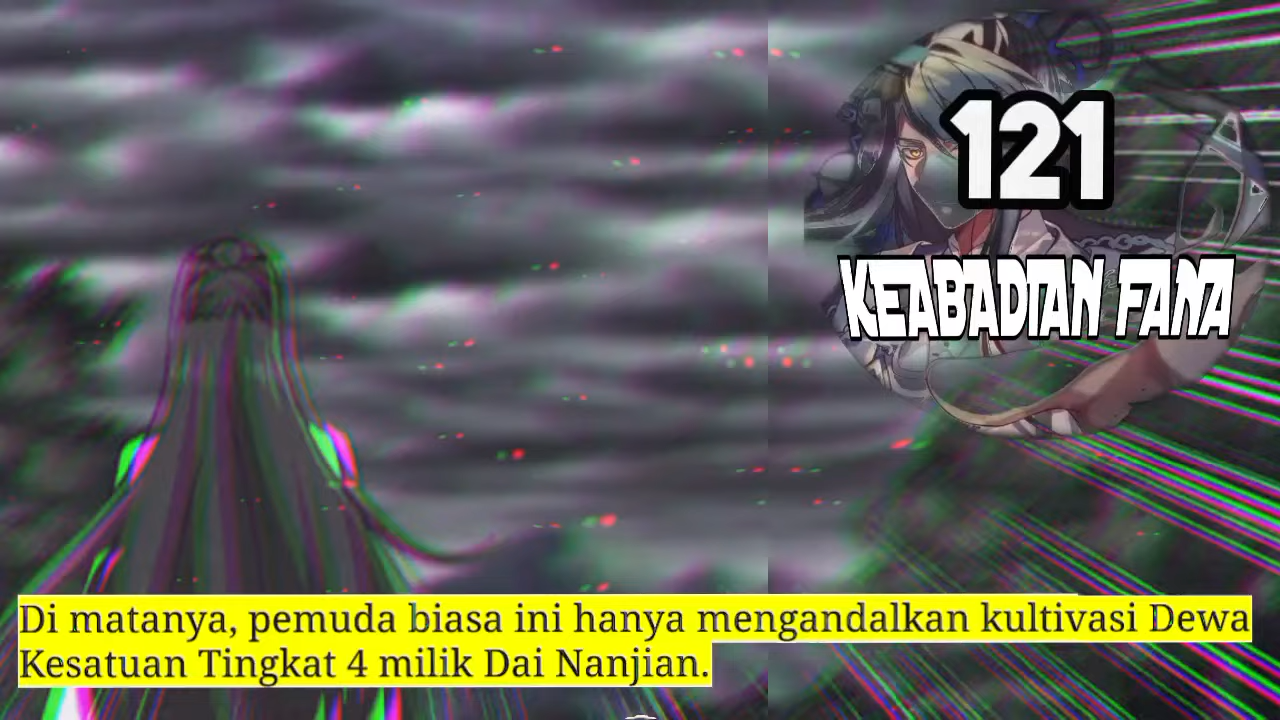 121
KEABADIAN FANA
Di matanya, pemuda biasa ini hanya mengandalkan kultivasi Dewa
Kesatuan Tingkat 4 milik Dai Nanjian.